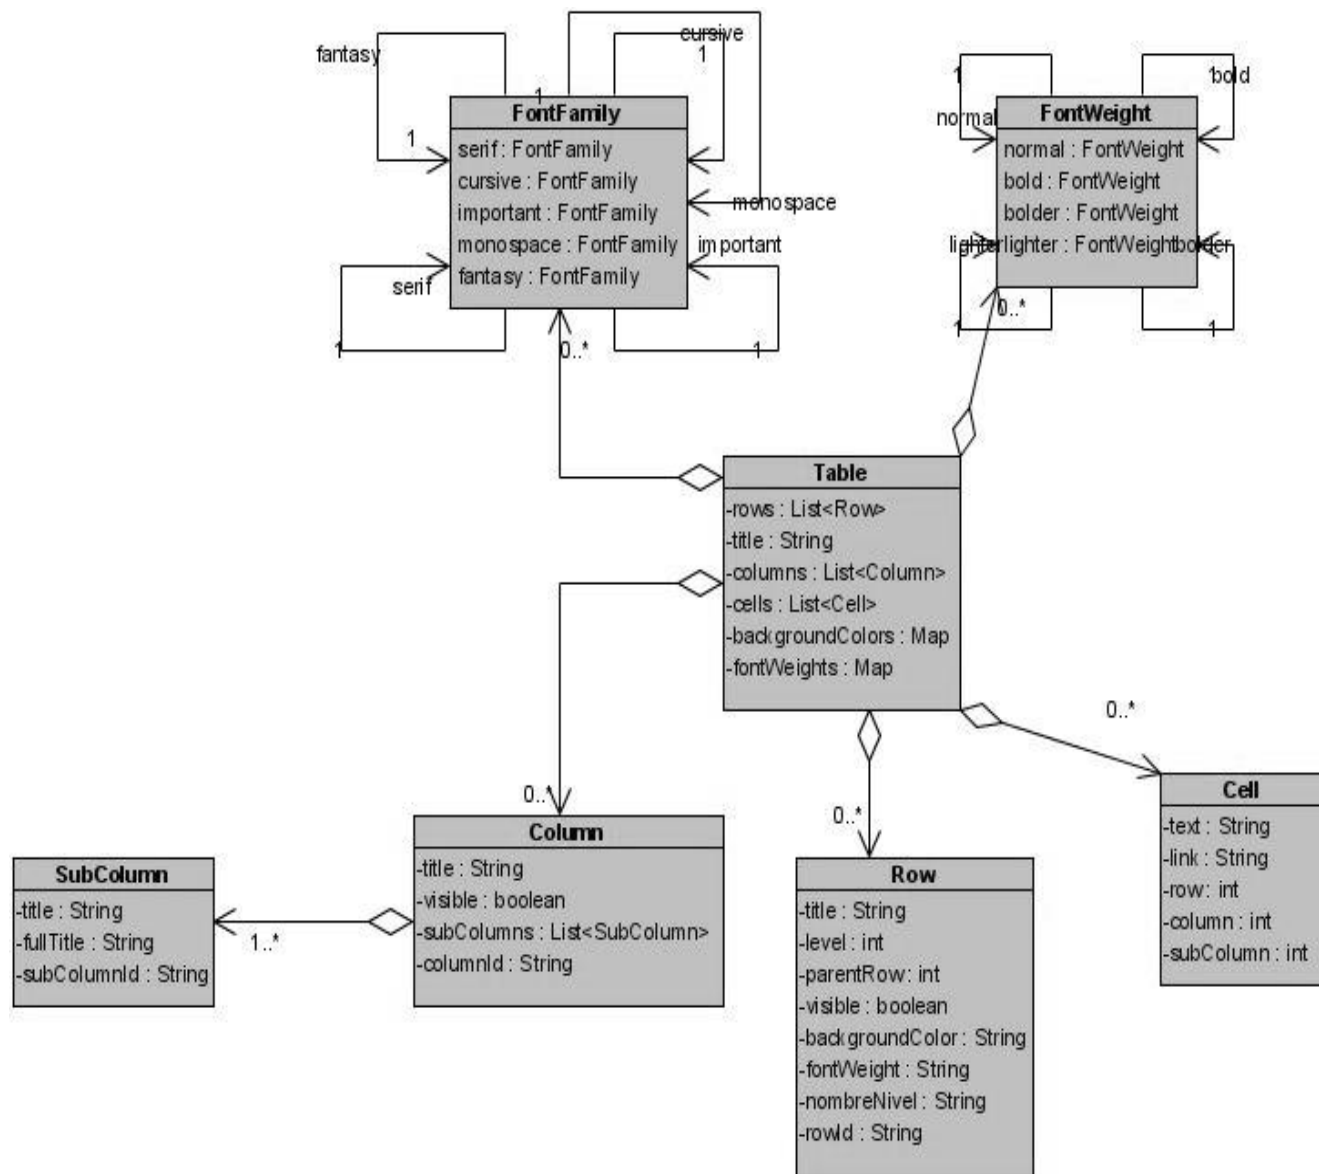 cursive
fantasy
1
1
FontFamily
1
serif : FontFamily
cursive : FontFamily
important : FontFamily
monospace : FontFamily
fantasy : FontFamily
monospace
important
serif
1
1
0..*
1
bold
1
FontWeight
normal
normal : FontWeight
bold : FontWeight
bolder : FontWeight
lighter : FontWeight
lighter
bolder
0..*
1
1
Table
-rows : List<Row>
-title : String
-columns : List<Column>
-cells : List<Cell>
-backgroundColors : Map
-fontWeights : Map
0..*
0..*
0..*
Cell
-text : String
-link : String
-row : int
-column : int
-subColumn : int
Column
-title : String
-visible : boolean
-subColumns : List<SubColumn>
-columnId : String
1..*
SubColumn
-title : String
-fullTitle : String
-subColumnId : String
Row
-title : String
-level : int
-parentRow : int
-visible : boolean
-backgroundColor : String
-fontWeight : String
-nombreNivel : String
-rowId : String